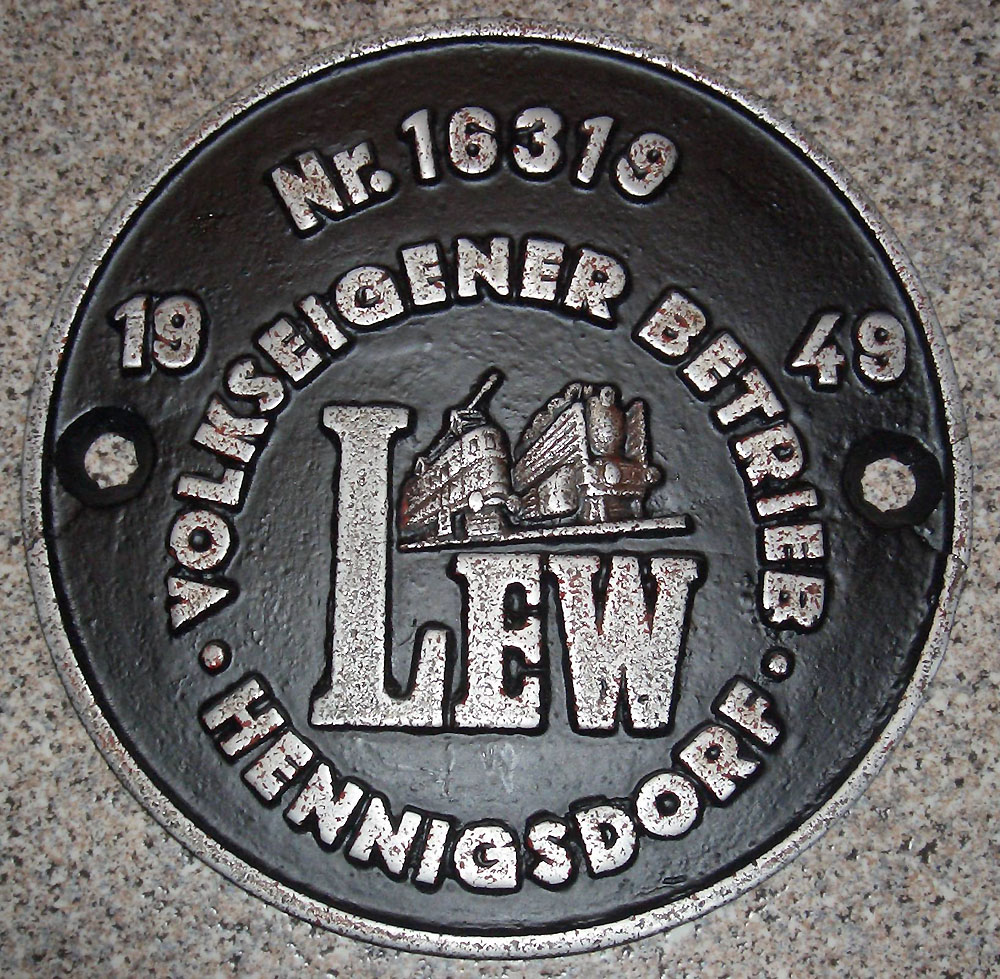 Nr. 16319
19 49
VOLKSEIGENER BETRIEB
LEW
· HENNIGSDORF ·